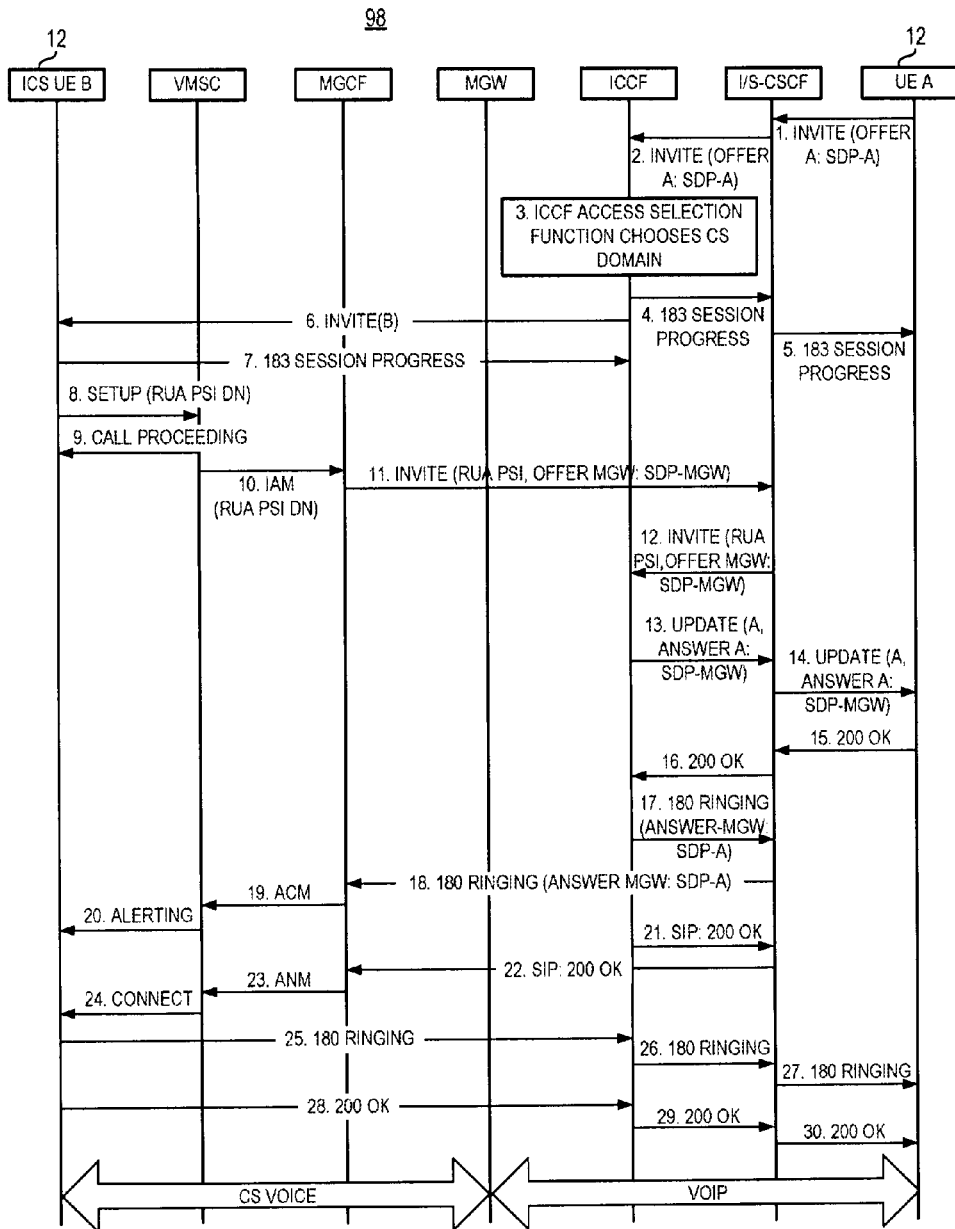 98
12
12
ICS UE B
VMSC
MGCF
MGW
ICCF
I/S-CSCF
UE A
1. INVITE (OFFER
A: SDP-A)
2. INVITE (OFFER
A: SDP-A)
3. ICCF ACCESS SELECTION
FUNCTION CHOOSES CS
DOMAIN
4. 183 SESSION
PROGRESS
5. 183 SESSION
PROGRESS
6. INVITE(B)
7. 183 SESSION PROGRESS
8. SETUP (RUA PSI DN)
9. CALL PROCEEDING
10. IAM
(RUA PSI DN)
11. INVITE (RUA PSI, OFFER MGW: SDP-MGW)
12. INVITE (RUA
PSI,OFFER MGW:
SDP-MGW)
13. UPDATE (A,
ANSWER A:
SDP-MGW)
14. UPDATE (A,
ANSWER A:
SDP-MGW)
15. 200 OK
16. 200 OK
17. 180 RINGING
(ANSWER-MGW:
SDP-A)
18. 180 RINGING (ANSWER MGW: SDP-A)
19. ACM
20. ALERTING
21. SIP: 200 OK
22. SIP: 200 OK
23. ANM
24. CONNECT
25. 180 RINGING
26. 180 RINGING
27. 180 RINGING
28. 200 OK
29. 200 OK
30. 200 OK
CS VOICE
VOIP